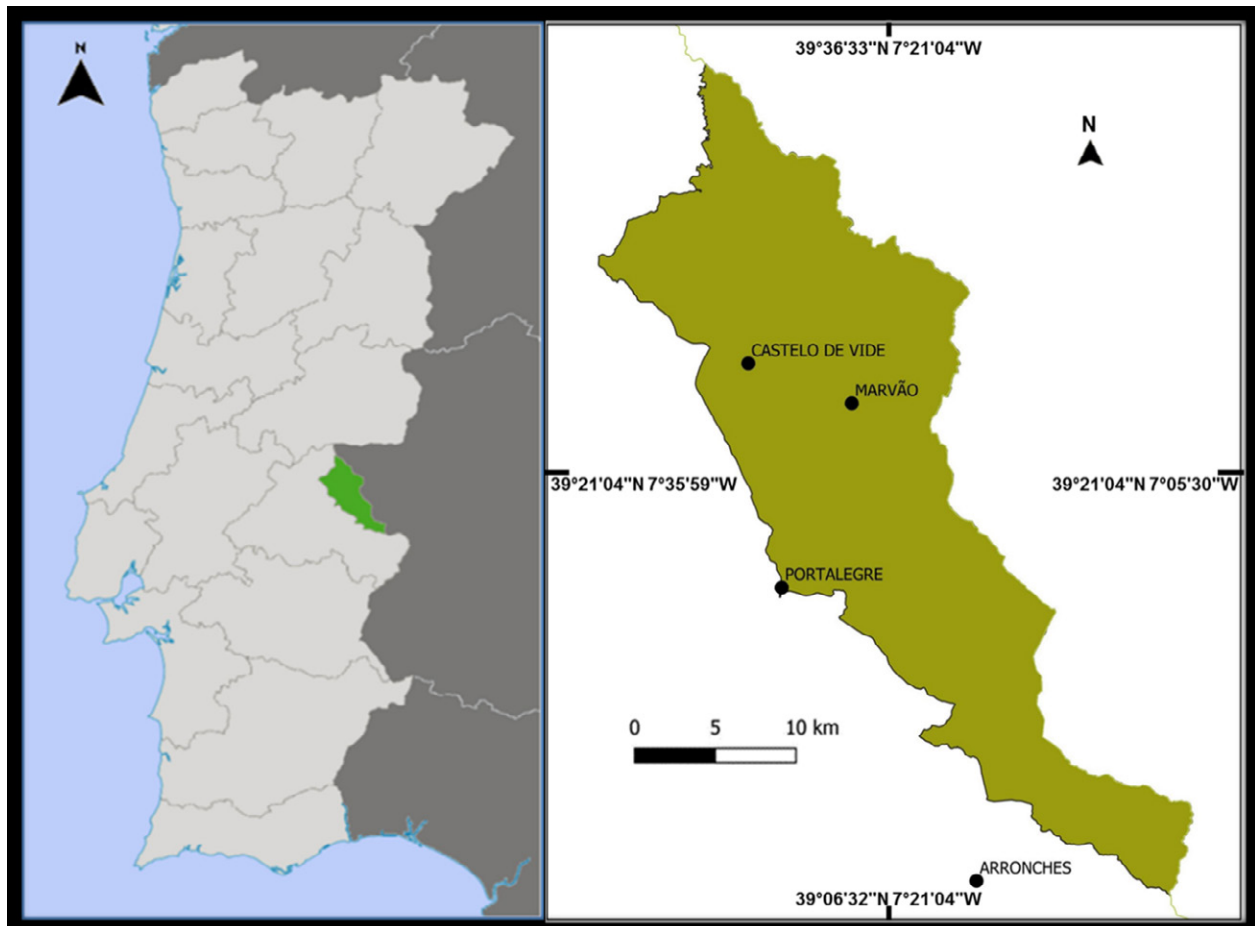 N
39°36'33"N 7°21'04"W
N
CASTELO DE VIDE
MARVÃO
39°21'04"N 7°35'59"W
39°21'04"N 7°05'30"W
PORTALEGRE
0 5 10 km
ARRONCHES
39°06'32"N 7°21'04"W